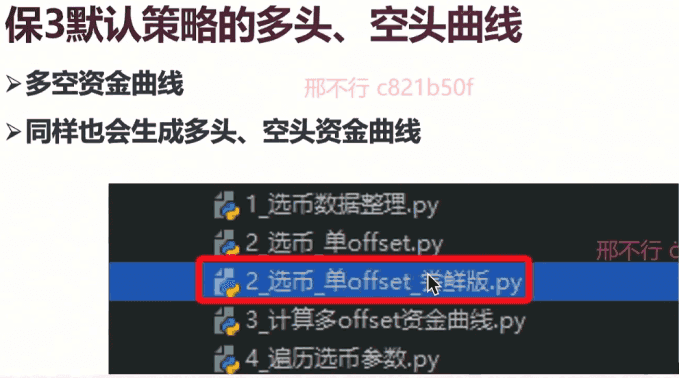 保3默认策略的多头、空头曲线
➢多空资金曲线
邢不行 c821b50f
➢同样也会生成多头、空头资金曲线
1_选币数据整理.py
2_选币_单offset.py
邢不行 c
2_选币_单offset_尝鲜版.py
3_计算多offset资金曲线.py
4_遍历选币参数.py